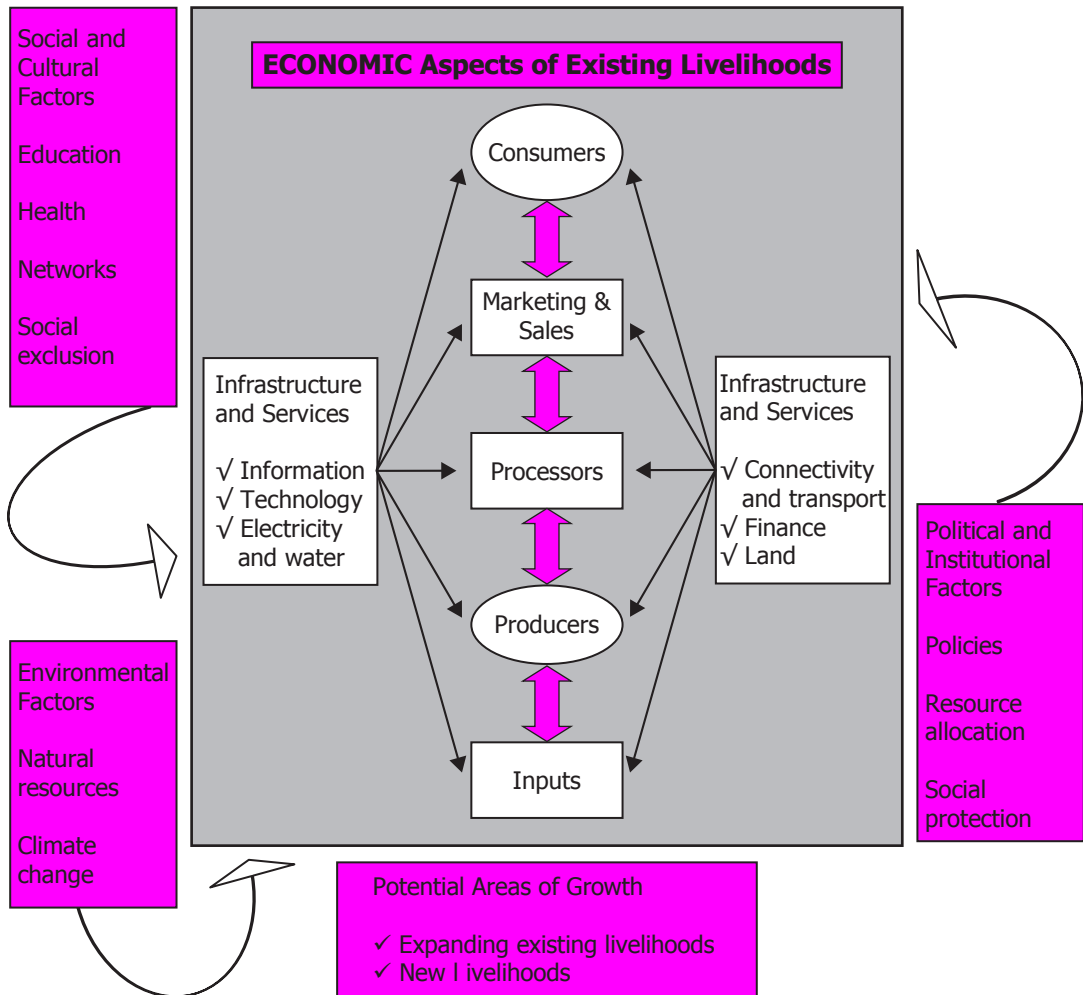 Social and
Cultural
Factors
Education
Health
Networks
Social
exclusion
ECONOMIC Aspects of Existing Livelihoods
Consumers
Marketing &
Sales
Processors
Producers
Inputs
Infrastructure
and Services
√ Information
√ Technology
√ Electricity
and water
Infrastructure
and Services
√ Connectivity
and transport
√ Finance
√ Land
Environmental
Factors
Natural
resources
Climate
change
Political and
Institutional
Factors
Policies
Resource
allocation
Social
protection
Potential Areas of Growth
✓ Expanding existing livelihoods
✓ New l ivelihoods